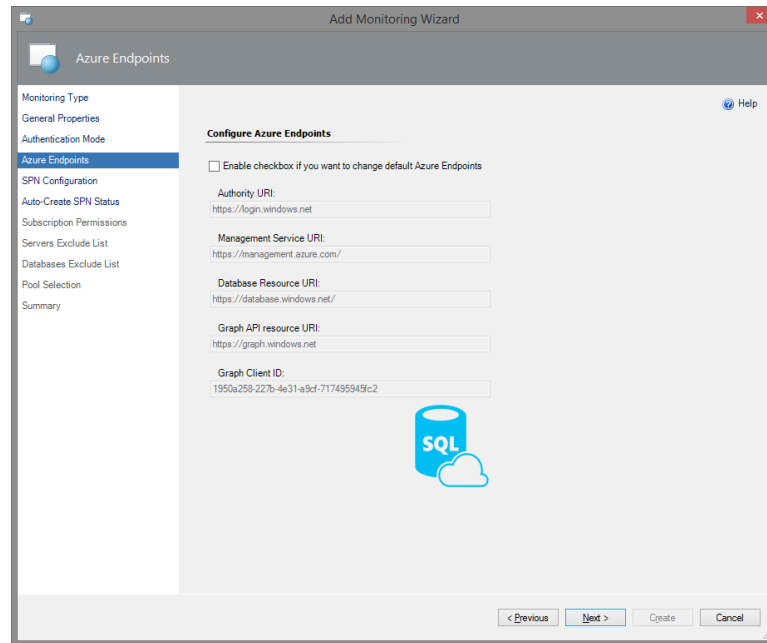 Add Monitoring Wizard
Azure Endpoints
Monitoring Type
General Properties
Authentication Mode
Azure Endpoints
SPN Configuration
Auto-Create SPN Status
Subscription Permissions
Servers Exclude List
Databases Exclude List
Pool Selection
Summary
Help
Configure Azure Endpoints
Enable checkbox if you want to change default Azure Endpoints
Authority URI:
https://login.windows.net
Management Service URI:
https://management.azure.com/
Database Resource URI:
https://database.windows.net/
Graph API resource URI:
https://graph.windows.net
Graph Client ID:
1950a258-227b-4e31-a9cf-717495945fc2
SQL
< Previous
Next >
Create
Cancel